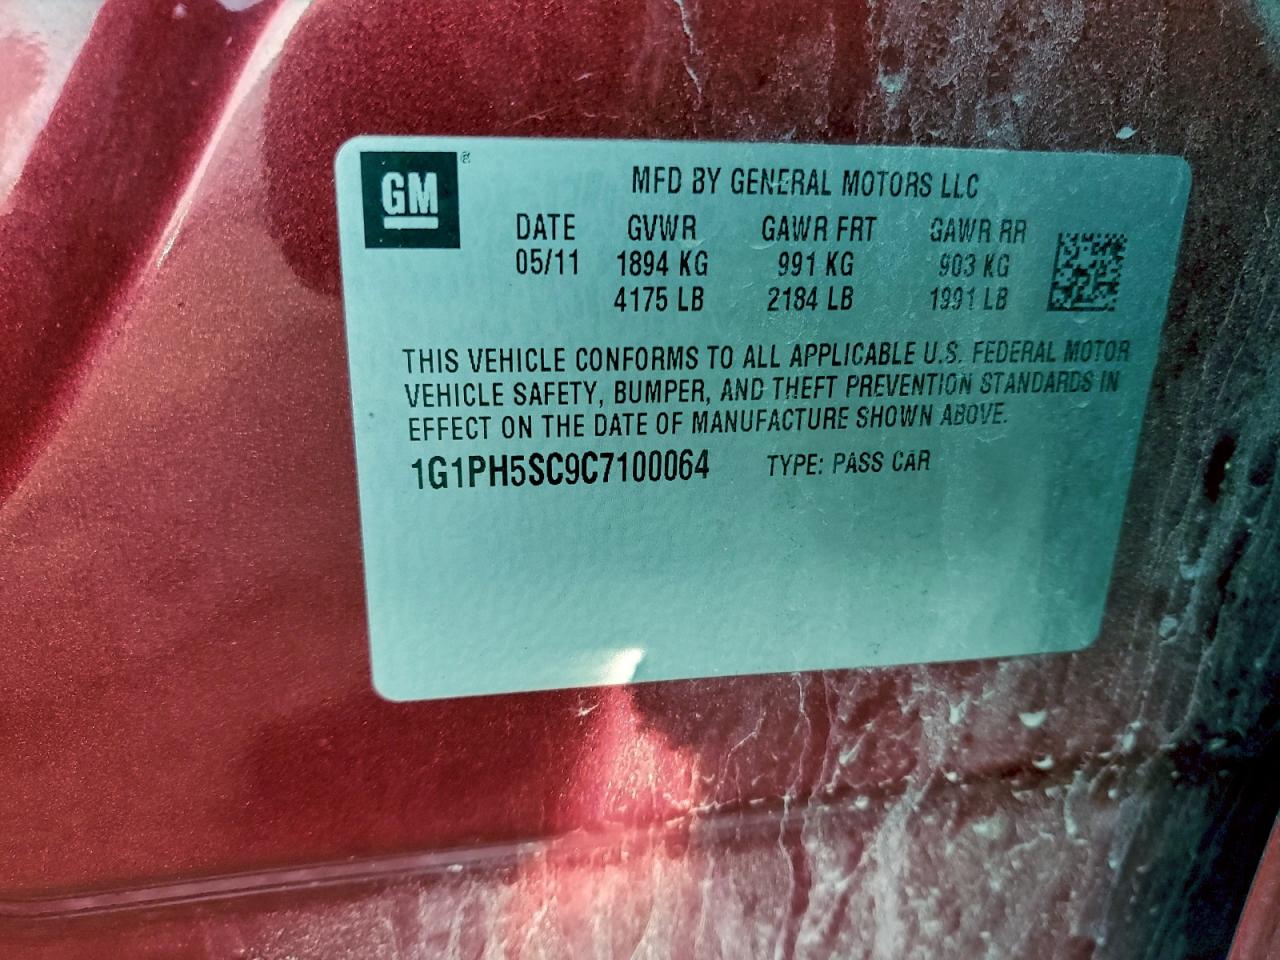 GM ®
MFD BY GENERAL MOTORS LLC
DATE GVWR GAWR FRT GAWR RR
05/11 1894 KG 991 KG 903 KG
4175 LB 2184 LB 1991 LB
THIS VEHICLE CONFORMS TO ALL APPLICABLE U.S. FEDERAL MOTOR
VEHICLE SAFETY, BUMPER, AND THEFT PREVENTION STANDARDS IN
EFFECT ON THE DATE OF MANUFACTURE SHOWN ABOVE.
1G1PH5SC9C7100064 TYPE: PASS CAR